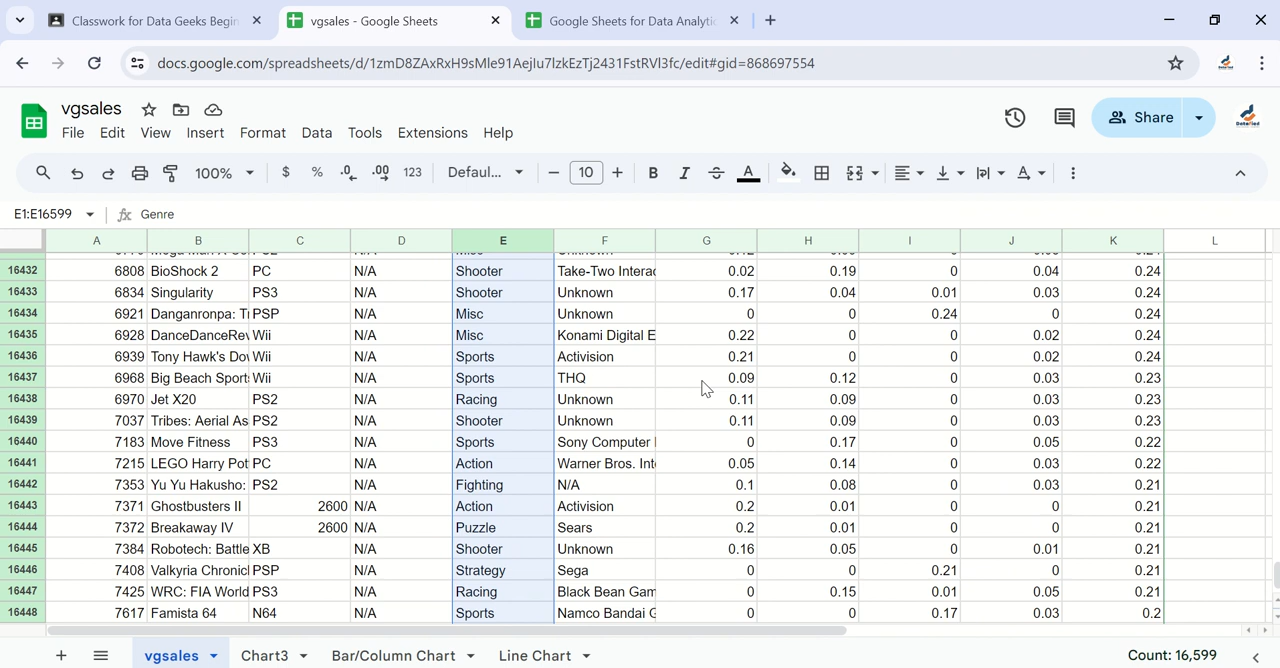 Classwork for Data Geeks Begin
vgsales - Google Sheets
Google Sheets for Data Analytic
docs.google.com/spreadsheets/d/1zmD8ZAxRxH9sMle91AejIu7lzkEzTj2431FstRVl3fc/edit#gid=868697554
vgsales
Share
File Edit View Insert Format Data Tools Extensions Help
100% $ % .0 .00 123 Defaul... 10 B I A
E1:E16599 fx Genre
A B C D E F G H I J K L
16432 6808 BioShock 2 PC N/A Shooter Take-Two Interac 0.02 0.19 0 0.04 0.24
16433 6834 Singularity PS3 N/A Shooter Unknown 0.17 0.04 0.01 0.03 0.24
16434 6921 Danganronpa: Tr PSP N/A Misc Unknown 0 0 0.24 0 0.24
16435 6928 DanceDanceRev Wii N/A Misc Konami Digital E 0.22 0 0 0.02 0.24
16436 6939 Tony Hawk's Dov Wii N/A Sports Activision 0.21 0 0 0.02 0.24
16437 6968 Big Beach Sport Wii N/A Sports THQ 0.09 0.12 0 0.03 0.23
16438 6970 Jet X20 PS2 N/A Racing Unknown 0.11 0.09 0 0.03 0.23
16439 7037 Tribes: Aerial As PS2 N/A Shooter Unknown 0.11 0.09 0 0.03 0.23
16440 7183 Move Fitness PS3 N/A Sports Sony Computer 0 0.17 0 0.05 0.22
16441 7215 LEGO Harry Pot PC N/A Action Warner Bros. Int 0.05 0.14 0 0.03 0.22
16442 7353 Yu Yu Hakusho: PS2 N/A Fighting N/A 0.1 0.08 0 0.03 0.21
16443 7371 Ghostbusters II 2600 N/A Action Activision 0.2 0.01 0 0 0.21
16444 7372 Breakaway IV 2600 N/A Puzzle Sears 0.2 0.01 0 0 0.21
16445 7384 Robotech: Battle XB N/A Shooter Unknown 0.16 0.05 0 0.01 0.21
16446 7408 Valkyria Chronicl PSP N/A Strategy Sega 0 0 0.21 0 0.21
16447 7425 WRC: FIA World PS3 N/A Racing Black Bean Gam 0 0.15 0.01 0.05 0.21
16448 7617 Famista 64 N64 N/A Sports Namco Bandai G 0 0 0.17 0.03 0.2
vgsales Chart3 Bar/Column Chart Line Chart Count: 16,599